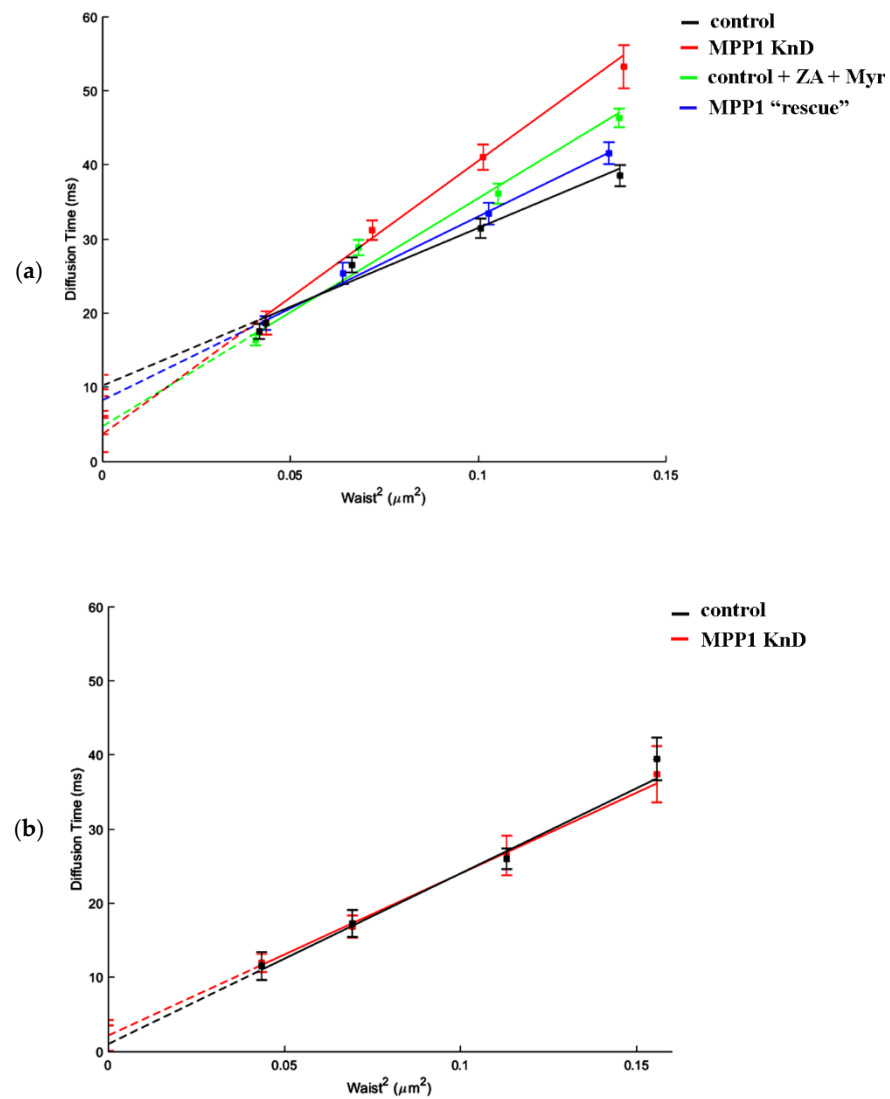 control
MPP1 KnD
control + ZA + Myr
MPP1 “rescue”
(a)
Diffusion Time (ms)
60
50
40
30
20
10
0
0 0.05 0.1 0.15
Waist² (μm²)
control
MPP1 KnD
(b)
Diffusion Time (ms)
60
50
40
30
20
10
0
0 0.05 0.1 0.15
Waist² (μm²)